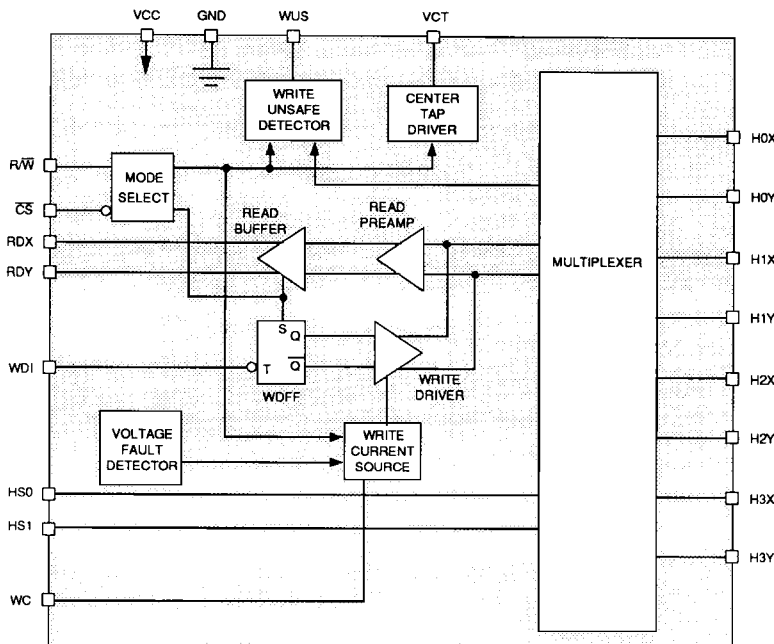 VCC GND WUS VCT
WRITE
UNSAFE
DETECTOR
CENTER
TAP
DRIVER
R/W̅
C̅S̅
MODE
SELECT
RDX
RDY
READ
BUFFER
READ
PREAMP
MULTIPLEXER
H0X
H0Y
H1X
H1Y
H2X
H2Y
H3X
H3Y
S Q
T Q̅
WDFF
WDI
WRITE
DRIVER
VOLTAGE
FAULT
DETECTOR
WRITE
CURRENT
SOURCE
HS0
HS1
WC